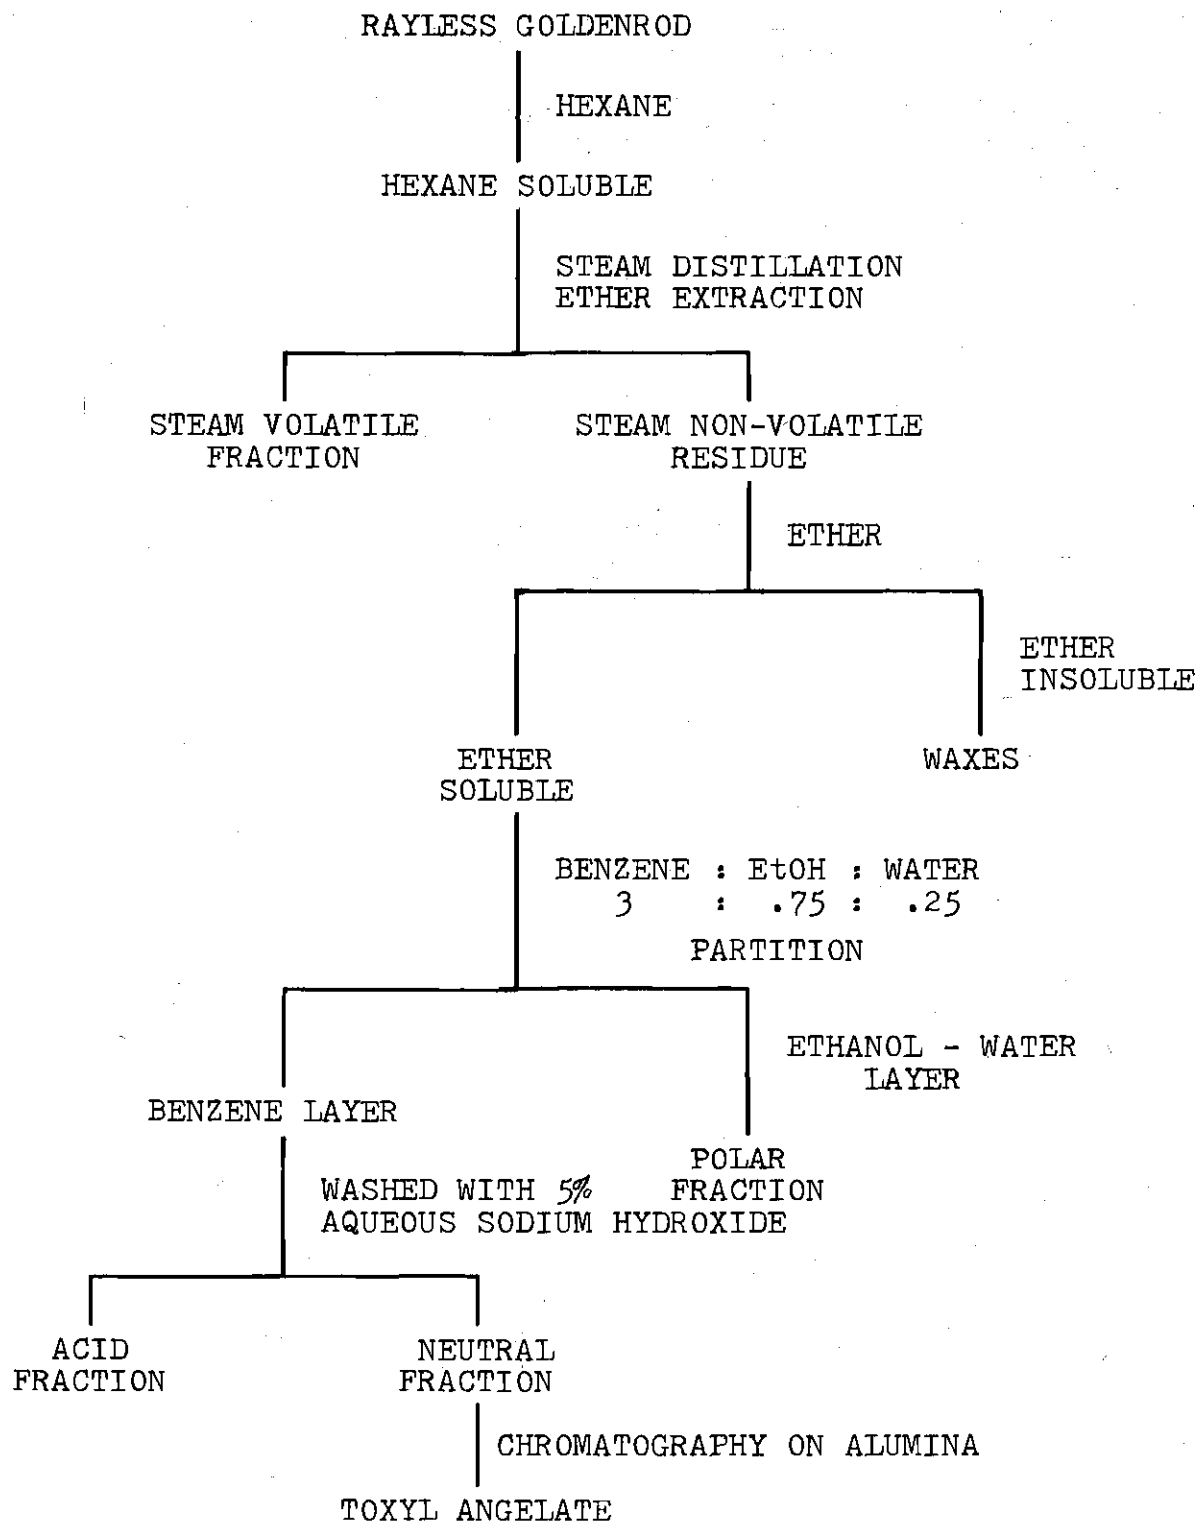 RAYLESS GOLDENROD
HEXANE
HEXANE SOLUBLE
STEAM DISTILLATION
ETHER EXTRACTION
STEAM VOLATILE
FRACTION
STEAM NON-VOLATILE
RESIDUE
ETHER
ETHER
INSOLUBLE
ETHER
SOLUBLE
WAXES
BENZENE : EtOH : WATER
3 : .75 : .25
PARTITION
ETHANOL - WATER
LAYER
BENZENE LAYER
POLAR
FRACTION
WASHED WITH 5%
AQUEOUS SODIUM HYDROXIDE
ACID
FRACTION
NEUTRAL
FRACTION
CHROMATOGRAPHY ON ALUMINA
TOXYL ANGELATE